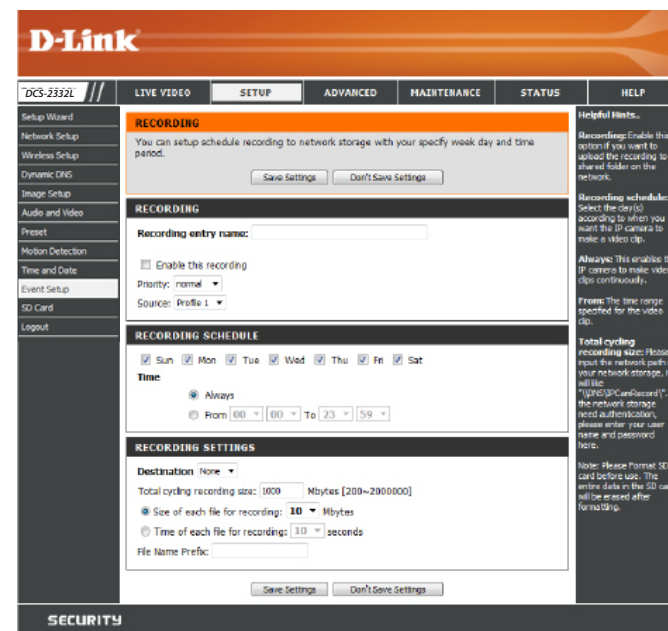 D-Link
DCS-2332L // LIVE VIDEO SETUP ADVANCED MAINTENANCE STATUS HELP
Setup Wizard
Network Setup
Wireless Setup
Dynamic DNS
Image Setup
Audio and Video
Preset
Motion Detection
Time and Date
Event Setup
SD Card
Logout
RECORDING
You can setup schedule recording to network storage with your specify week day and time
period.
Save Settings Don't Save Settings
RECORDING
Recording entry name:
Enable this recording
Priority: normal
Source: Profile 1
RECORDING SCHEDULE
Sun Mon Tue Wed Thu Fri Sat
Time
Always
From 00 00 To 23 59
RECORDING SETTINGS
Destination None
Total cycling recording size: 1000 Mbytes [200~2000000]
Size of each file for recording: 10 Mbytes
Time of each file for recording: 10 seconds
File Name Prefix:
Save Settings Don't Save Settings
Helpful Hints..
Recording: Enable this
option if you want to
upload the recording to
shared folder on the
network.
Recording schedule:
Select the day(s)
according to when you
want the IP camera to
make a video clip.
Always: This enables
IP camera to make
clips continuously.
From: The time range
specified for the video
clip.
Total cycling
recording size: Please
input the network path
your network storage,
will like
"\\DNS\IPCamRecord\".
the network storage
need authentication,
please enter your user
name and password
here.
Note: Please Format SD
card before use. The
entire data in the SD
will be erased after
formatting.
SECURITY